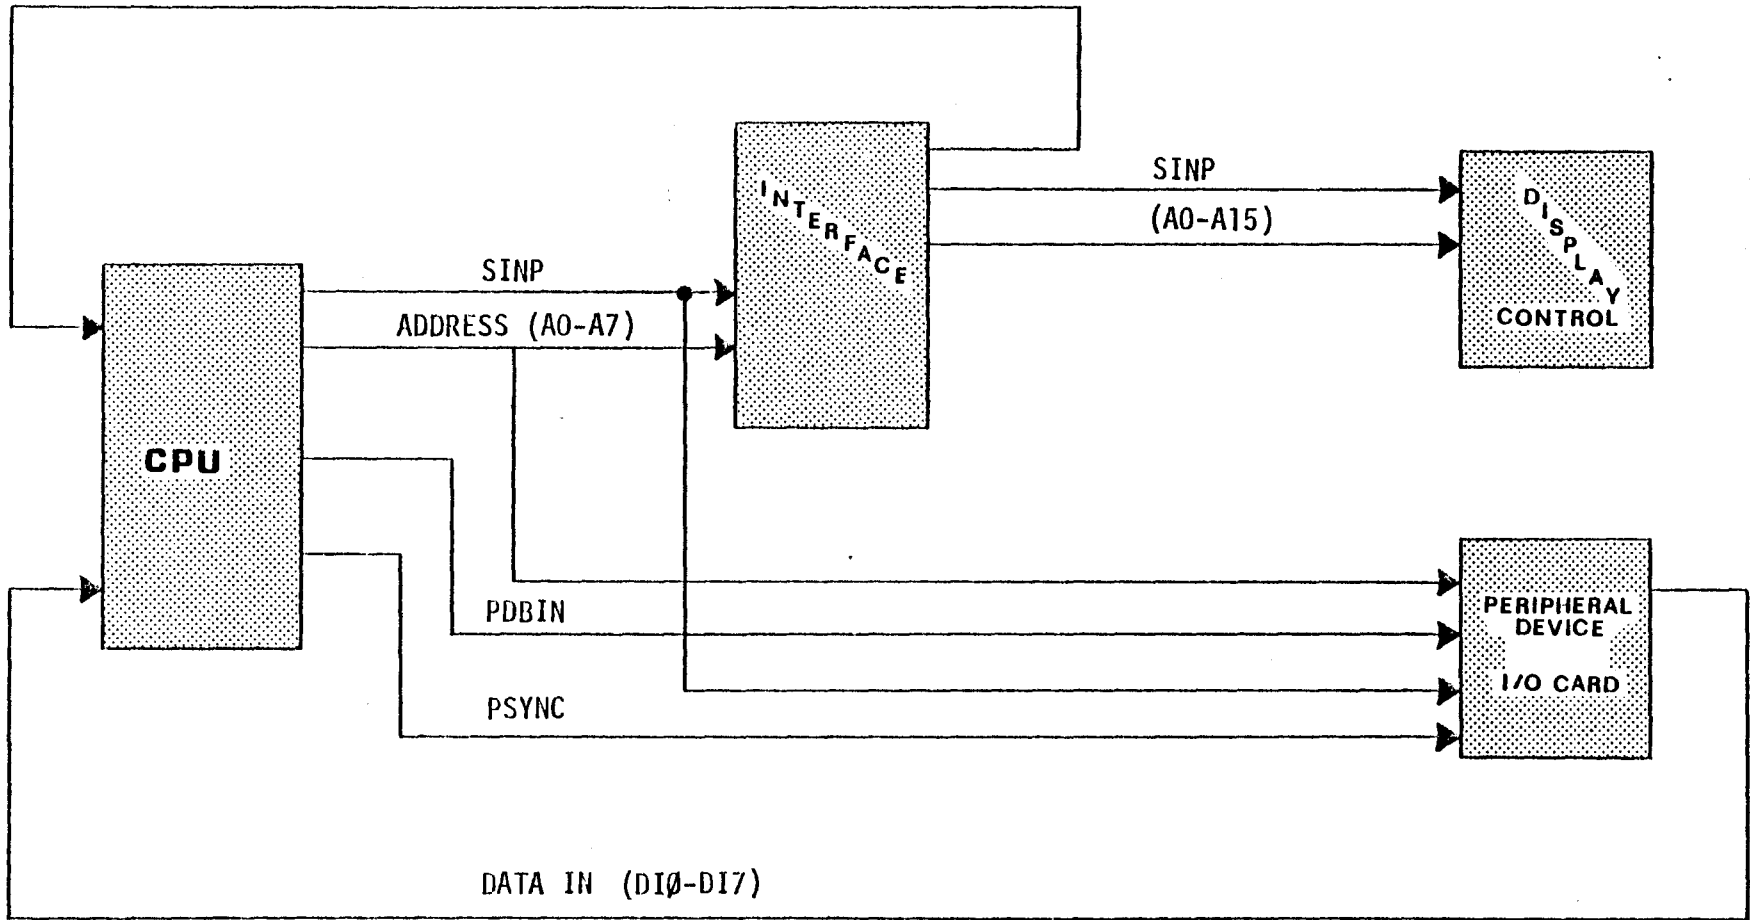 SINP
(A0-A15)
INTERFACE
DISPLAY
CONTROL
SINP
ADDRESS (A0-A7)
CPU
PDBIN
PERIPHERAL
DEVICE
I/O CARD
PSYNC
DATA IN (DIØ-DI7)